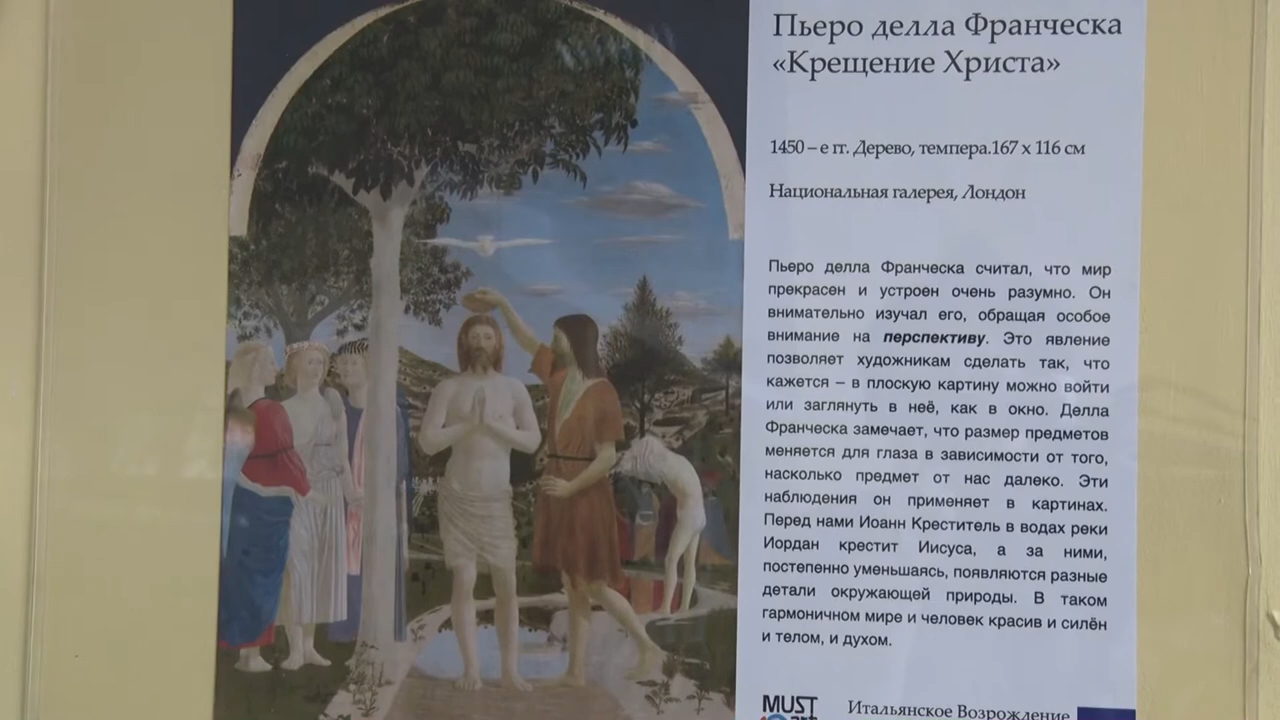 Пьеро делла Франческа
«Крещение Христа»
1450 – е гг. Дерево, темпера.167 х 116 см
Национальная галерея, Лондон
Пьеро делла Франческа считал, что мир
прекрасен и устроен очень разумно. Он
внимательно изучал его, обращая особое
внимание на перспективу. Это явление
позволяет художникам сделать так, что
кажется – в плоскую картину можно войти
или заглянуть в неё, как в окно. Делла
Франческа замечает, что размер предметов
меняется для глаза в зависимости от того,
насколько предмет от нас далеко. Эти
наблюдения он применяет в картинах.
Перед нами Иоанн Креститель в водах реки
Иордан крестит Иисуса, а за ними,
постепенно уменьшаясь, появляются разные
детали окружающей природы. В таком
гармоничном мире и человек красив и силён
и телом, и духом.
MUST
art
Итальянское Возрождение